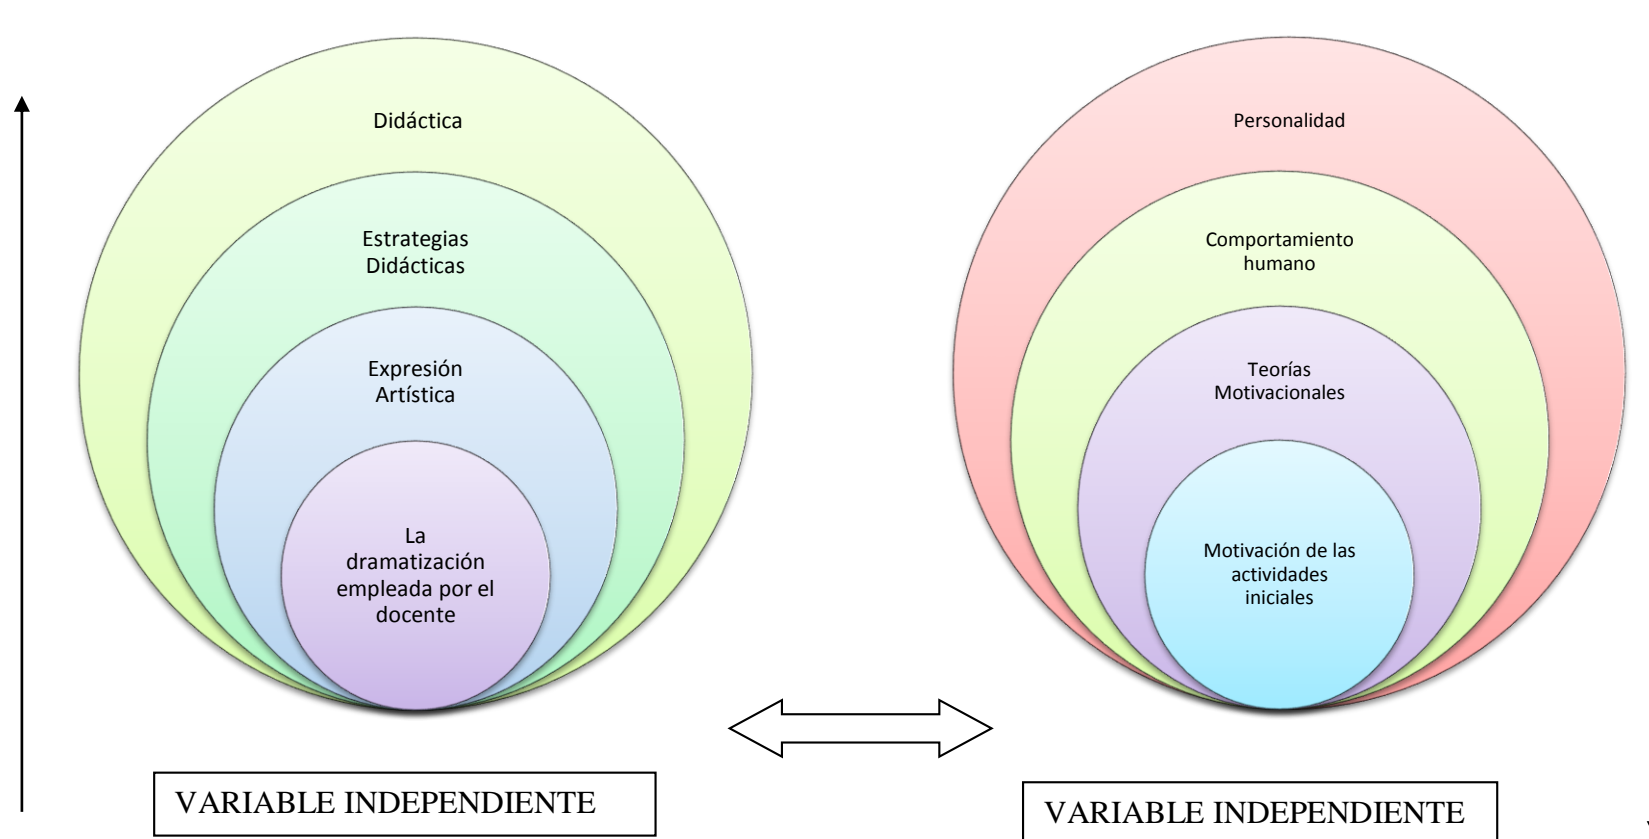 Didáctica
Estrategias
Didácticas
Expresión
Artística
La
dramatización
empleada por el
docente
VARIABLE INDEPENDIENTE
Personalidad
Comportamiento
humano
Teorías
Motivacionales
Motivación de las
actividades
iniciales
VARIABLE INDEPENDIENTE